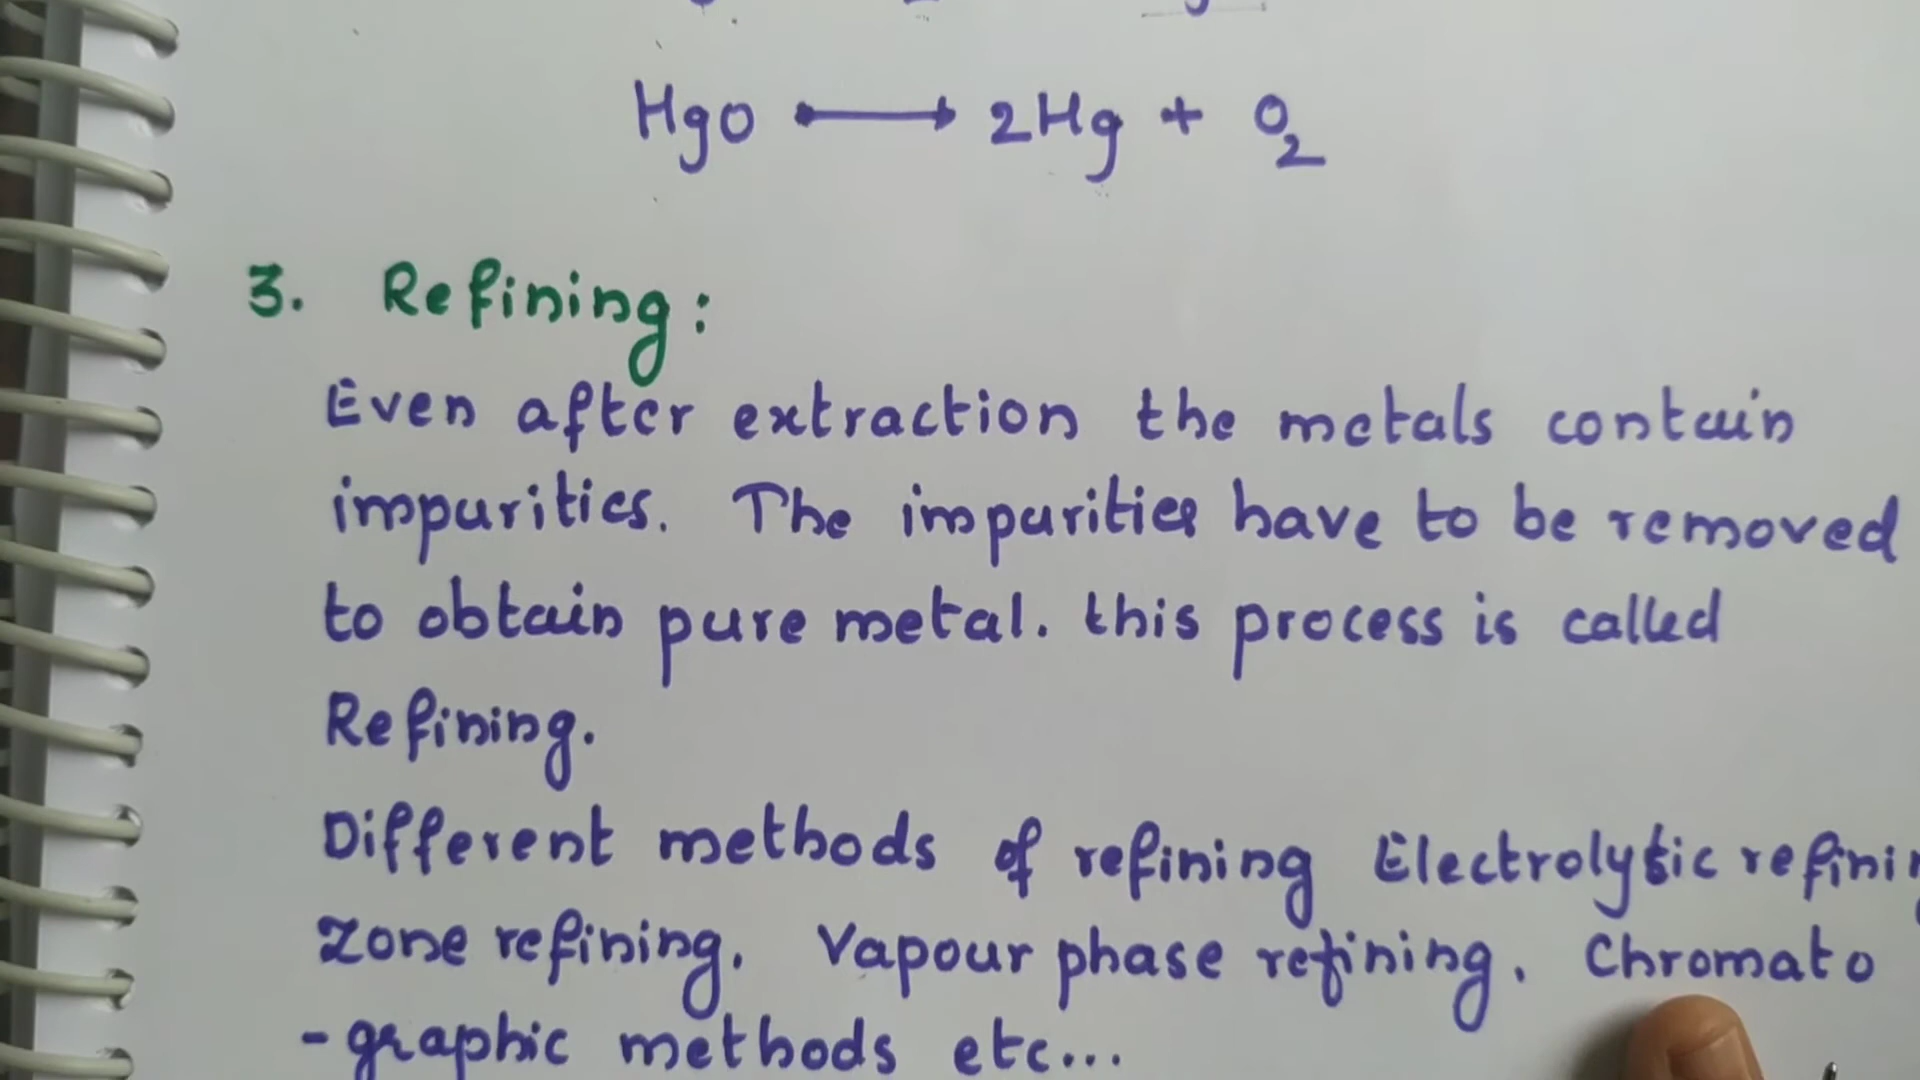 HgO ⟶ 2Hg + O₂
3. Refining:
Even after extraction the metals contain
impurities. The impurities have to be removed
to obtain pure metal. this process is called
Refining.
Different methods of refining Electrolytic refinin
Zone refining, Vapour phase refining, Chromato
-graphic methods etc...